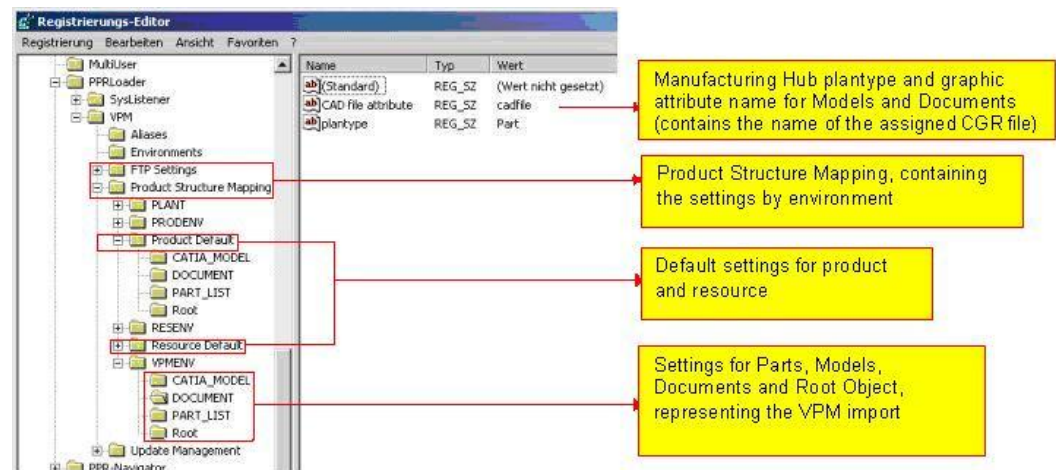 Registrierungs-Editor
Registrierung Bearbeiten Ansicht Favoriten ?
MultiUser
PPRLoader
SysListener
VPM
Aliases
Environments
FTP Settings
Product Structure Mapping
PLANT
PRODENV
Product Default
CATIA_MODEL
DOCUMENT
PART_LIST
Root
RESENV
Resource Default
VPMENV
CATIA_MODEL
DOCUMENT
PART_LIST
Root
Update Management
PPR-Navigator
Name Typ Wert
(Standard) REG_SZ (Wert nicht gesetzt)
CAD file attribute REG_SZ cadfile
plantype REG_SZ Part
Manufacturing Hub plantype and graphic
attribute name for Models and Documents
(contains the name of the assigned CGR file)
Product Structure Mapping, containing
the settings by environment
Default settings for product
and resource
Settings for Parts, Models,
Documents and Root Object,
representing the VPM import